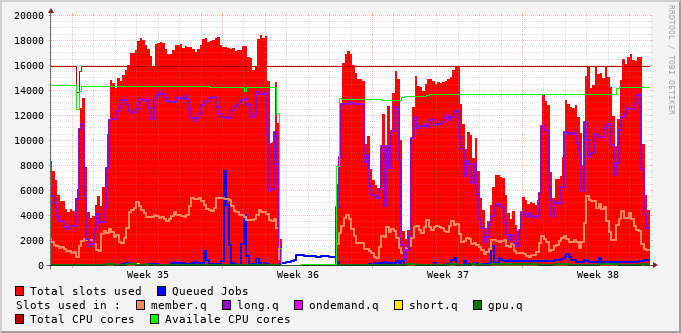 RRDTOOL / TOBI OETIKER
20000
18000
16000
14000
12000
10000
8000
6000
4000
2000
0
Week 35 Week 36 Week 37 Week 38
Total slots used Queued Jobs
Slots used in : member.q long.q ondemand.q short.q gpu.q
Total CPU cores Availale CPU cores